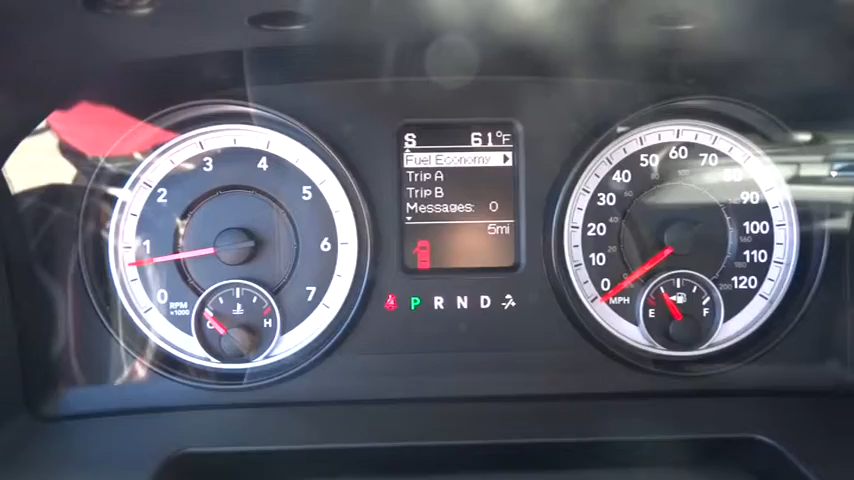 S 61°F
Fuel Economy
Trip A
Trip B
Messages: 0
5mi
P R N D
0 1 2 3 4 5 6 7
RPM
x1000
C H
0 10 20 30 40 50 60 70 80 90 100 110 120
MPH
E F